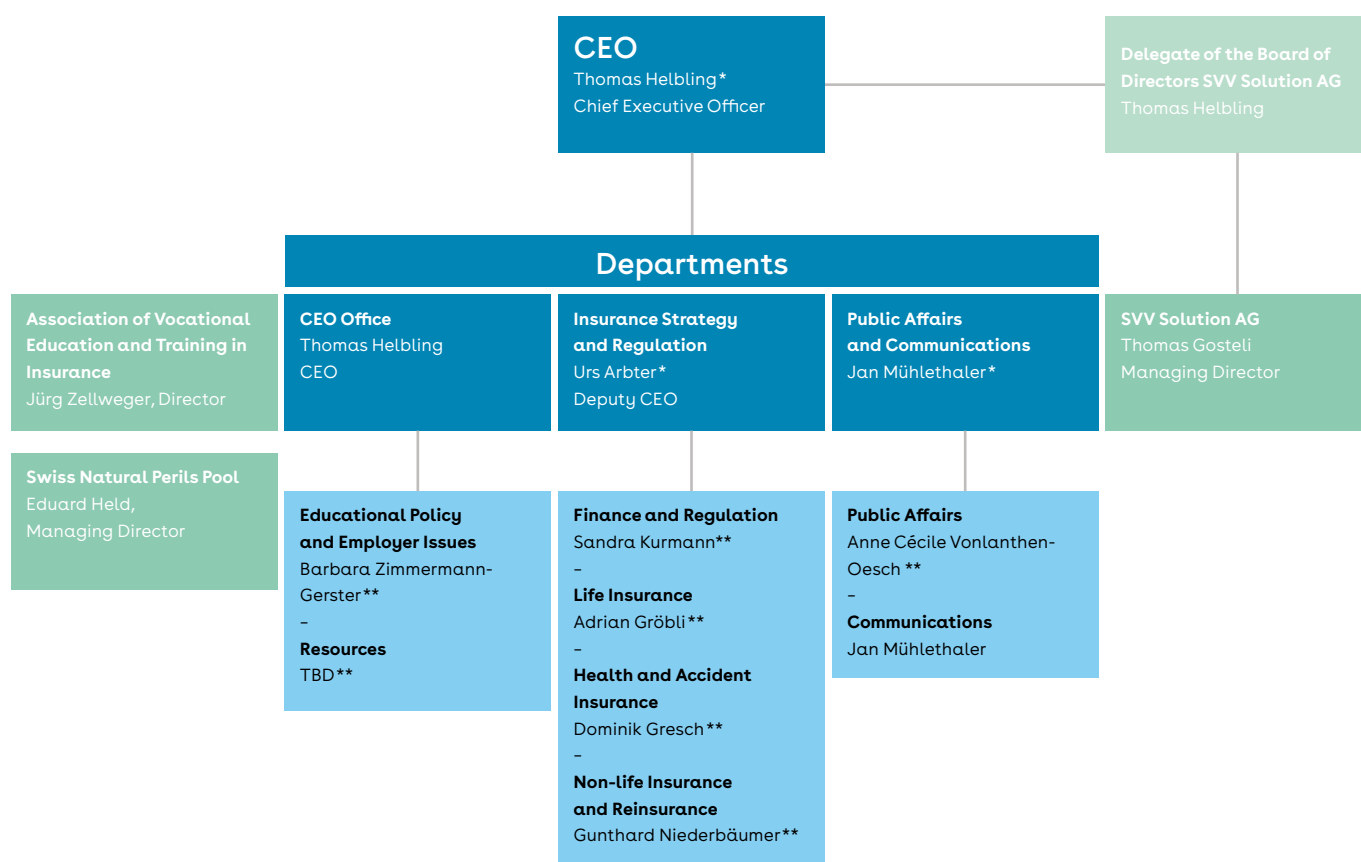 CEO
Thomas Helbling*
Chief Executive Officer
Delegate of the Board of
Directors SVV Solution AG
Thomas Helbling
Departments
Association of Vocational
Education and Training in
Insurance
Jürg Zellweger, Director
CEO Office
Thomas Helbling
CEO
Insurance Strategy
and Regulation
Urs Arbter*
Deputy CEO
Public Affairs
and Communications
Jan Mühlethaler*
SVV Solution AG
Thomas Gosteli
Managing Director
Swiss Natural Perils Pool
Eduard Held,
Managing Director
Educational Policy
and Employer Issues
Barbara Zimmermann-
Gerster**
–
Resources
TBD**
Finance and Regulation
Sandra Kurmann**
–
Life Insurance
Adrian Gröbli**
–
Health and Accident
Insurance
Dominik Gresch**
–
Non-life Insurance
and Reinsurance
Gunthard Niederbäumer**
Public Affairs
Anne Cécile Vonlanthen-
Oesch **
–
Communications
Jan Mühlethaler